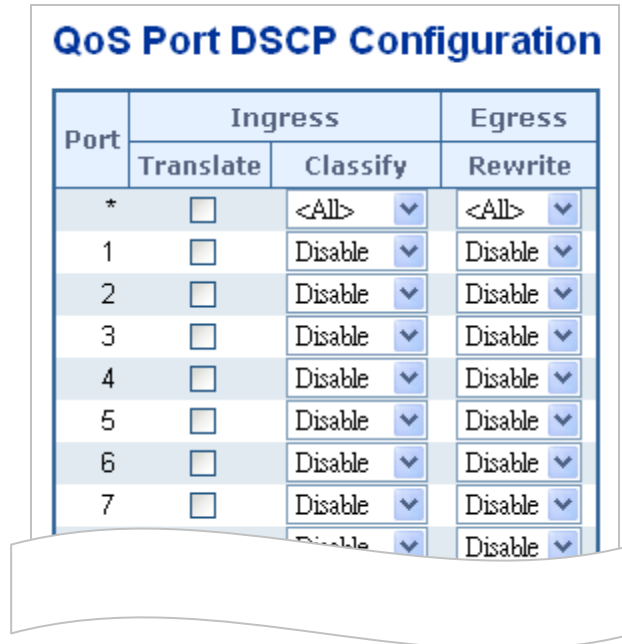 QoS Port DSCP Configuration
Port Ingress Egress
Translate Classify Rewrite
* <All> <All>
1 Disable Disable
2 Disable Disable
3 Disable Disable
4 Disable Disable
5 Disable Disable
6 Disable Disable
7 Disable Disable
Disable